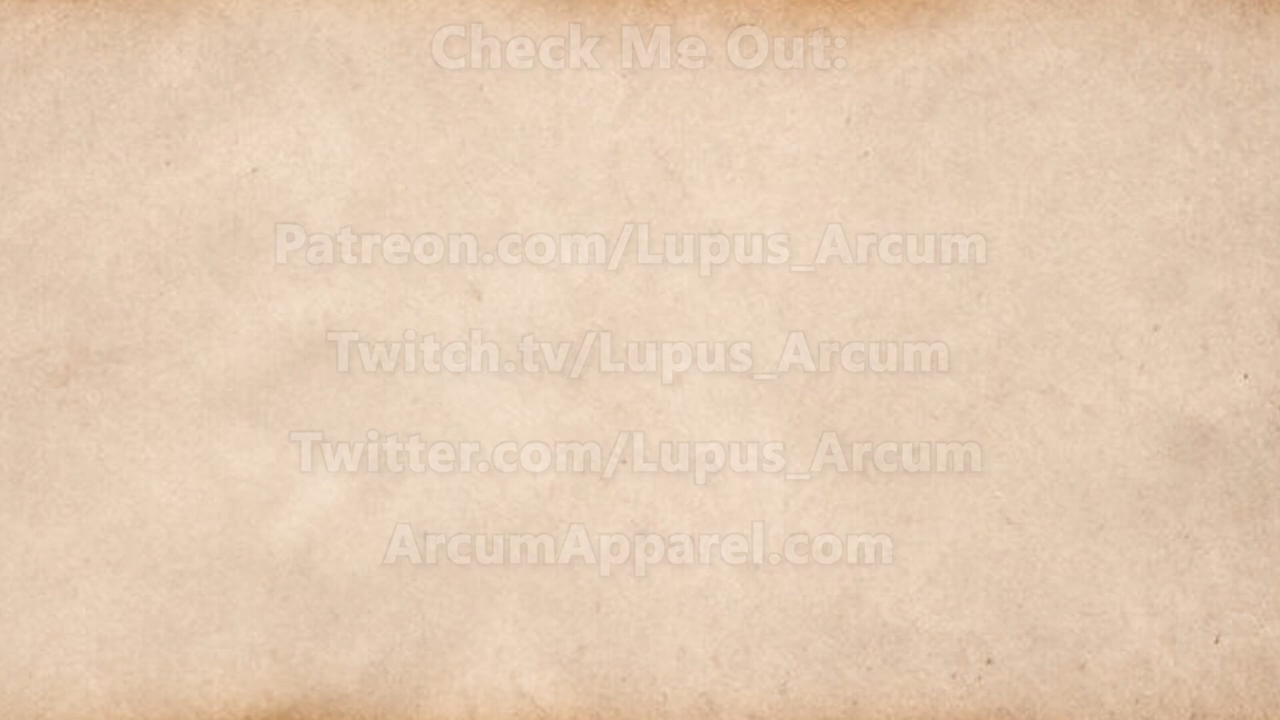 Check Me Out:
Patreon.com/Lupus_Arcum
Twitch.tv/Lupus_Arcum
Twitter.com/Lupus_Arcum
ArcumApparel.com